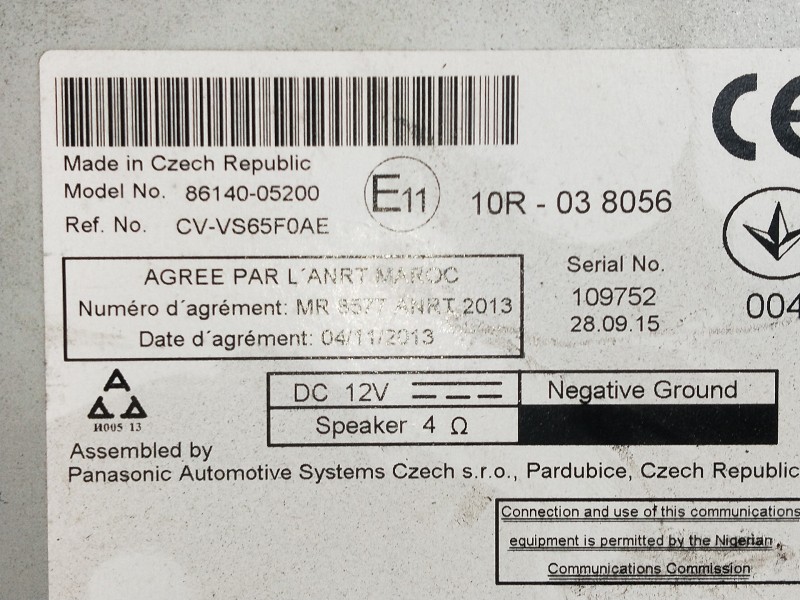 CE
Made in Czech Republic
Model No. 86140-05200
E11
10R - 03 8056
Ref. No. CV-VS65F0AE
AGREE PAR L´ANRT MAROC
Numéro d´agrément: MR 8577 ANRT 2013
Date d´agrément: 04/11/2013
Serial No.
109752
28.09.15
004
DC 12V
Negative Ground
Speaker 4 Ω
И005 13
Assembled by
Panasonic Automotive Systems Czech s.r.o., Pardubice, Czech Republic
Connection and use of this communications
equipment is permitted by the Nigerian
Communications Commission